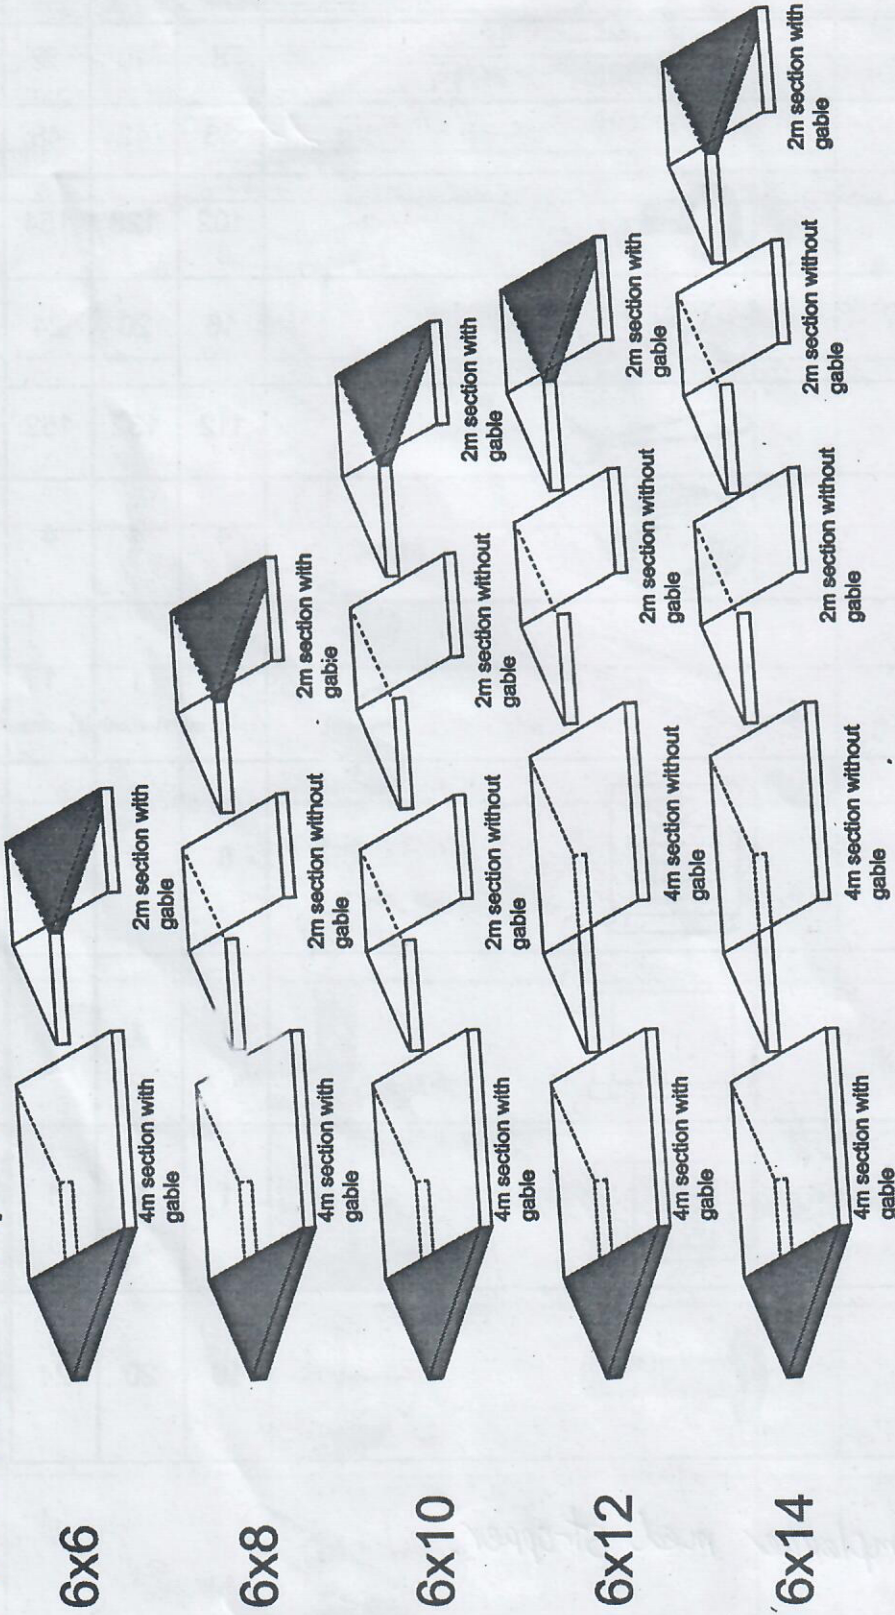 6x6
4m section with
gable
2m section with
gable
6x8
4m section with
gable
2m section without
gable
2m section with
gable
6x10
4m section with
gable
2m section without
gable
2m section without
gable
2m section with
gable
6x12
4m section with
gable
4m section without
gable
2m section without
gable
2m section with
gable
6x14
4m section with
gable
4m section without
gable
2m section without
gable
2m section without
gable
2m section with
gable